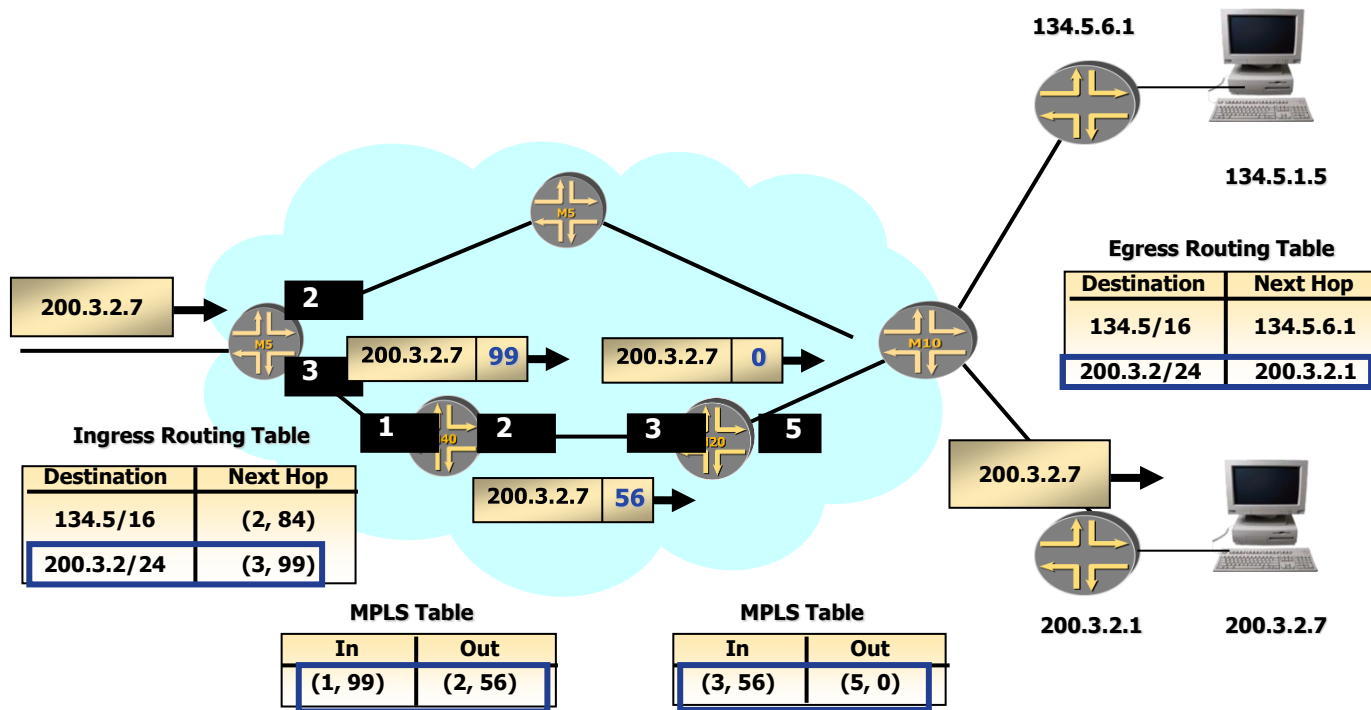 134.5.6.1
134.5.1.5
M5
Egress Routing Table
Destination Next Hop
134.5/16 134.5.6.1
200.3.2/24 200.3.2.1
200.3.2.7
2
M5
M10
200.3.2.7 99
200.3.2.7 0
3
1
40
2
3
20
5
Ingress Routing Table
Destination Next Hop
134.5/16 (2, 84)
200.3.2/24 (3, 99)
200.3.2.7 56
200.3.2.7
200.3.2.1
200.3.2.7
MPLS Table
In Out
(1, 99) (2, 56)
MPLS Table
In Out
(3, 56) (5, 0)